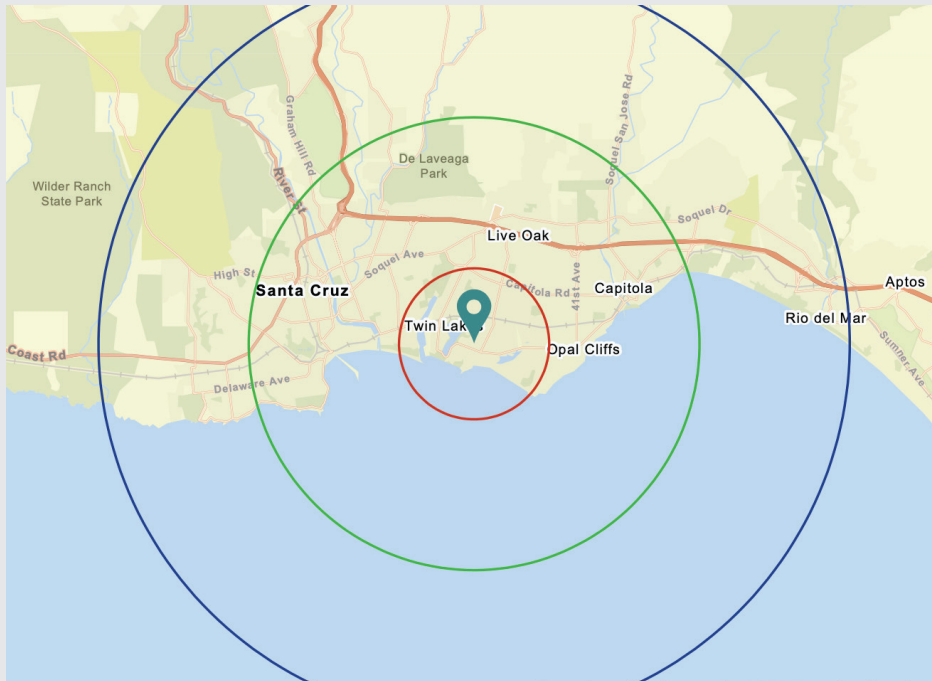 De Laveaga
Park
Wilder Ranch
State Park
Graham Hill Rd
River St
Soquel San Jose Rd
Soquel Dr
Live Oak
Soquel Ave
High St
Santa Cruz
Capitola Rd
41st Ave
Capitola
Aptos
Rio del Mar
Twin Lakes
Opal Cliffs
Coast Rd
Delaware Ave
Sumner Ave